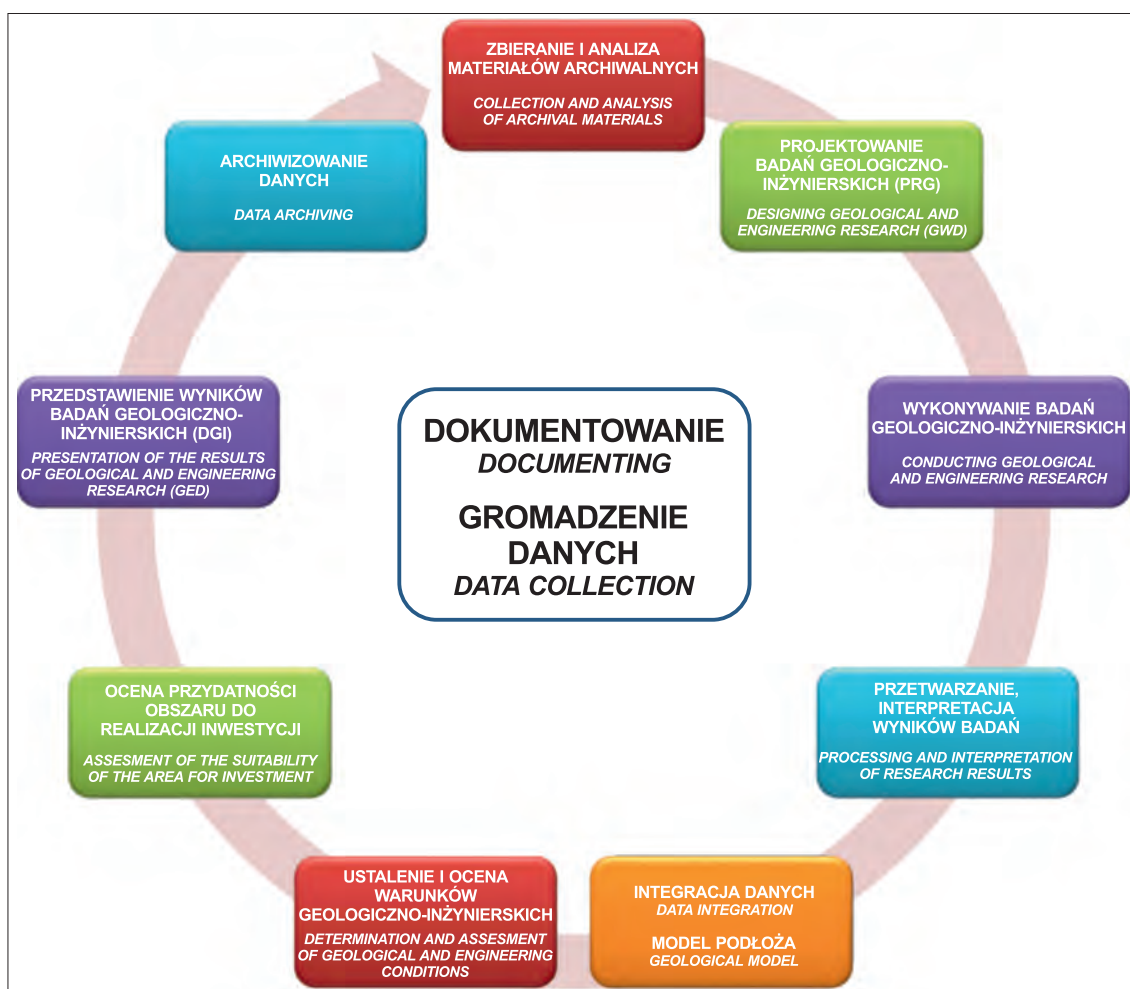 ZBIERANIE I ANALIZA
MATERIAŁÓW ARCHIWALNYCH
COLLECTION AND ANALYSIS
OF ARCHIVAL MATERIALS
PROJEKTOWANIE
BADAŃ GEOLOGICZNO-
INŻYNIERSKICH (PRG)
DESIGNING GEOLOGICAL AND
ENGINEERING RESEARCH (GWD)
WYKONYWANIE BADAŃ
GEOLOGICZNO-INŻYNIERSKICH
CONDUCTING GEOLOGICAL
AND ENGINEERING RESEARCH
PRZETWARZANIE,
INTERPRETACJA
WYNIKÓW BADAŃ
PROCESSING AND INTERPRETATION
OF RESEARCH RESULTS
INTEGRACJA DANYCH
DATA INTEGRATION
MODEL PODŁOŻA
GEOLOGICAL MODEL
USTALENIE I OCENA
WARUNKÓW
GEOLOGICZNO-INŻYNIERSKICH
DETERMINATION AND ASSESMENT
OF GEOLOGICAL AND ENGINEERING
CONDITIONS
OCENA PRZYDATNOŚCI
OBSZARU DO
REALIZACJI INWESTYCJI
ASSESMENT OF THE SUITABILITY
OF THE AREA FOR INVESTMENT
PRZEDSTAWIENIE WYNIKÓW
BADAŃ GEOLOGICZNO-
INŻYNIERSKICH (DGI)
PRESENTATION OF THE RESULTS
OF GEOLOGICAL AND ENGINEERING
RESEARCH (GED)
ARCHIWIZOWANIE
DANYCH
DATA ARCHIVING
DOKUMENTOWANIE
DOCUMENTING
GROMADZENIE
DANYCH
DATA COLLECTION